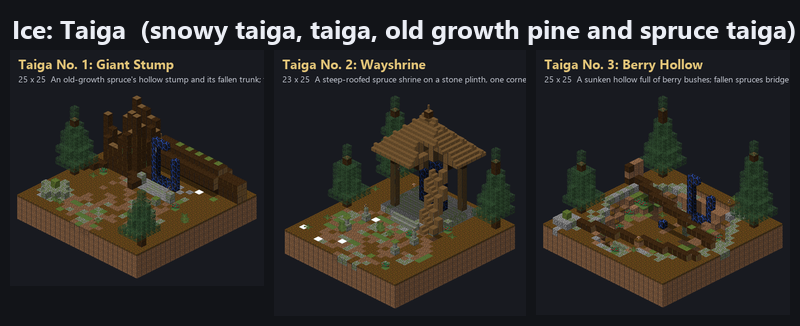 Ice: Taiga (snowy taiga, taiga, old growth pine and spruce taiga)
Taiga No. 1: Giant Stump
25 x 25 An old-growth spruce's hollow stump and its fallen trunk;
Taiga No. 2: Wayshrine
23 x 25 A steep-roofed spruce shrine on a stone plinth, one corne
Taiga No. 3: Berry Hollow
25 x 25 A sunken hollow full of berry bushes; fallen spruces bridge